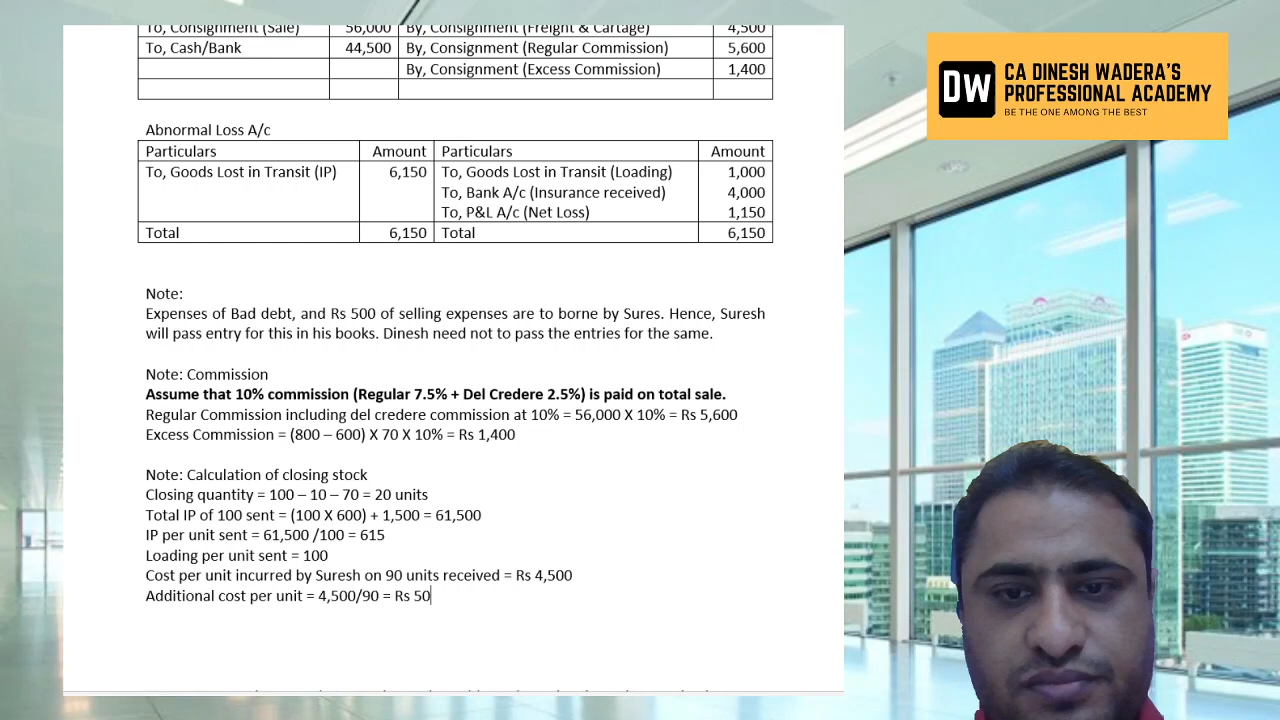 To, Consignment (Sale) 56,000 By, Consignment (Freight & Cartage) 4,500
To, Cash/Bank 44,500 By, Consignment (Regular Commission) 5,600
By, Consignment (Excess Commission) 1,400
Abnormal Loss A/c
Particulars Amount Particulars Amount
To, Goods Lost in Transit (IP) 6,150 To, Goods Lost in Transit (Loading) 1,000
To, Bank A/c (Insurance received) 4,000
To, P&L A/c (Net Loss) 1,150
Total 6,150 Total 6,150
Note:
Expenses of Bad debt, and Rs 500 of selling expenses are to borne by Sures. Hence, Suresh
will pass entry for this in his books. Dinesh need not to pass the entries for the same.
Note: Commission
Assume that 10% commission (Regular 7.5% + Del Credere 2.5%) is paid on total sale.
Regular Commission including del credere commission at 10% = 56,000 X 10% = Rs 5,600
Excess Commission = (800 – 600) X 70 X 10% = Rs 1,400
Note: Calculation of closing stock
Closing quantity = 100 – 10 – 70 = 20 units
Total IP of 100 sent = (100 X 600) + 1,500 = 61,500
IP per unit sent = 61,500 /100 = 615
Loading per unit sent = 100
Cost per unit incurred by Suresh on 90 units received = Rs 4,500
Additional cost per unit = 4,500/90 = Rs 50
DW
CA DINESH WADERA'S
PROFESSIONAL ACADEMY
BE THE ONE AMONG THE BEST